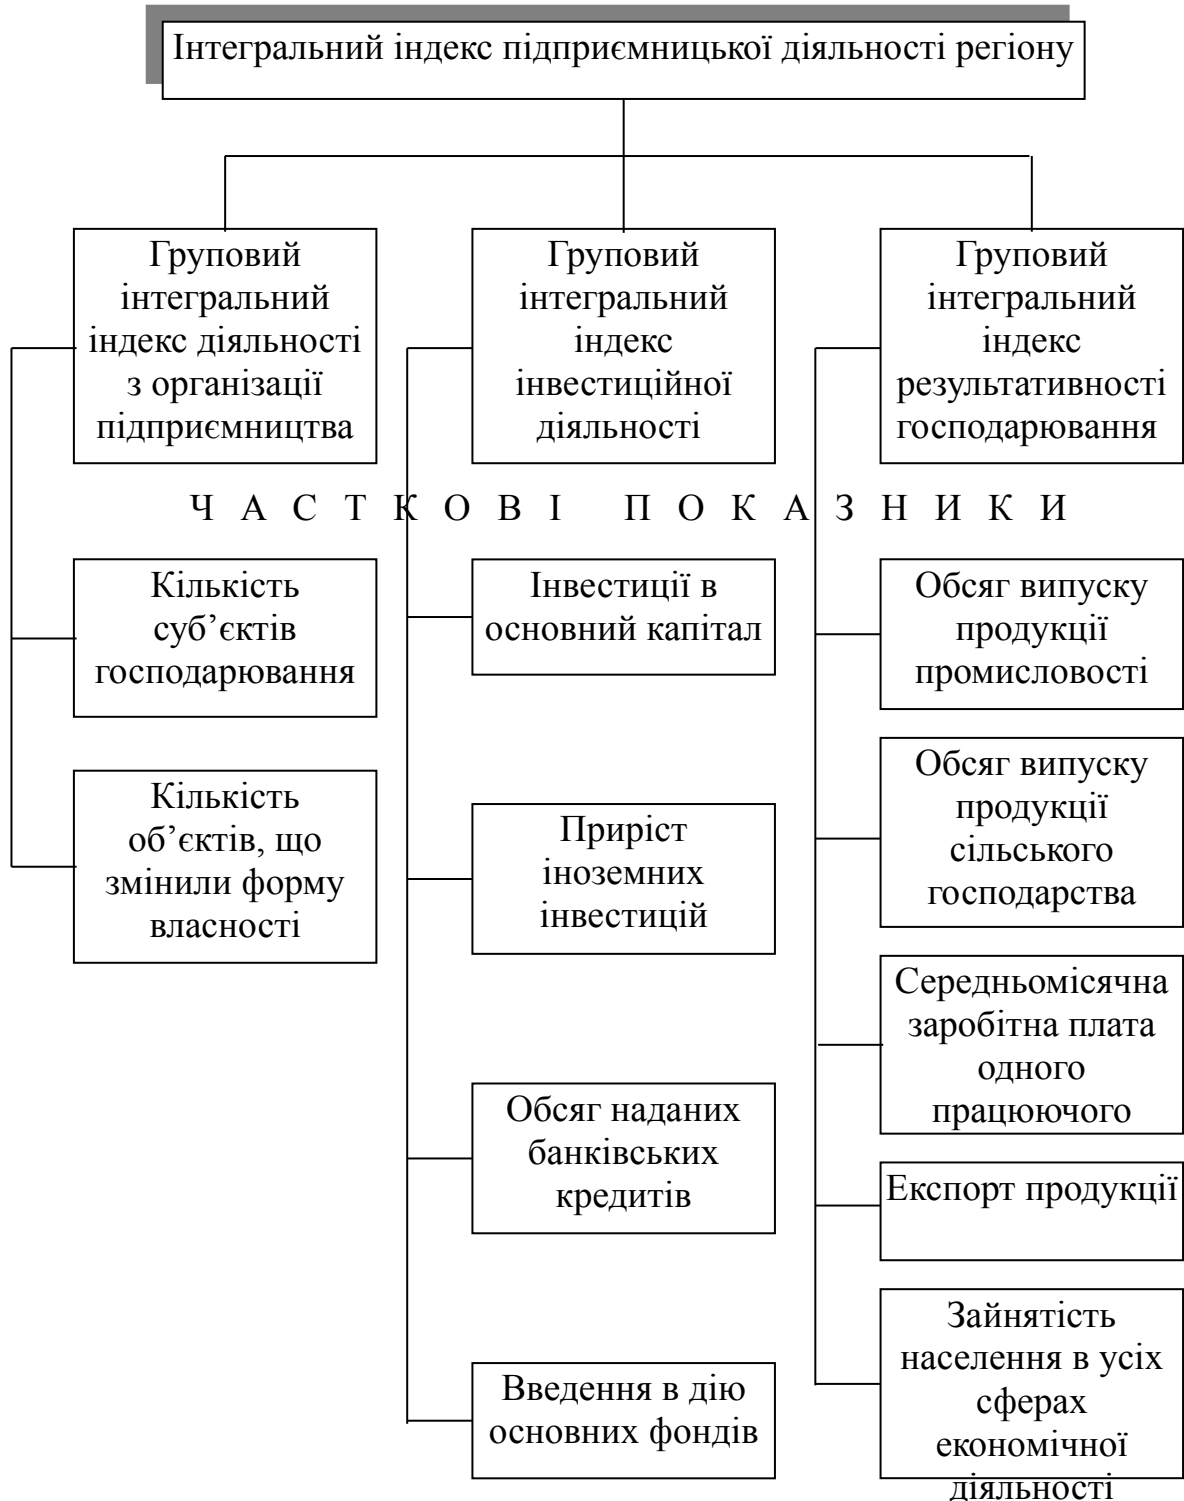 Інтегральний індекс підприємницької діяльності регіону
Груповий
інтегральний
індекс діяльності
з організації
підприємництва
Груповий
інтегральний
індекс
інвестиційної
діяльності
Груповий
інтегральний
індекс
результативності
господарювання
Ч А С Т К О В І П О К А З Н И К И
Кількість
суб’єктів
господарювання
Кількість
об’єктів, що
змінили форму
власності
Інвестиції в
основний капітал
Приріст
іноземних
інвестицій
Обсяг наданих
банківських
кредитів
Введення в дію
основних фондів
Обсяг випуску
продукції
промисловості
Обсяг випуску
продукції
сільського
господарства
Середньомісячна
заробітна плата
одного
працюючого
Експорт продукції
Зайнятість
населення в усіх
сферах
економічної
діяльності